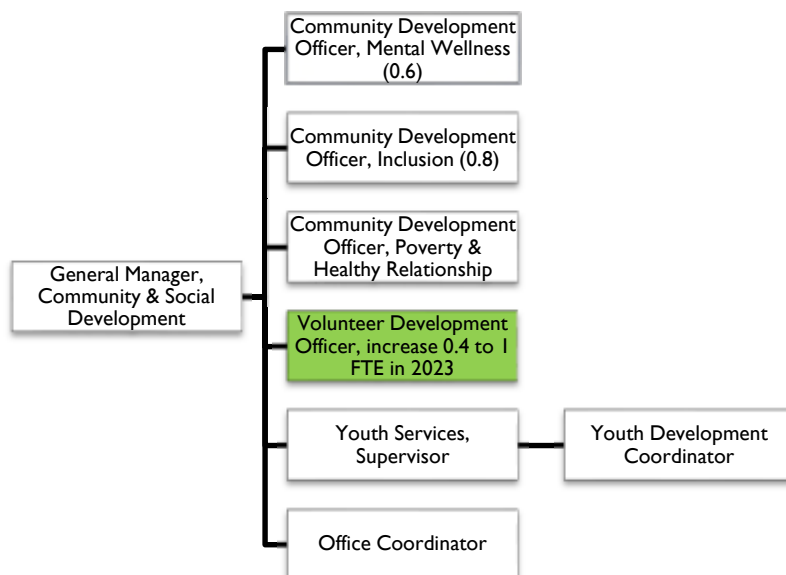 Community Development
Officer, Mental Wellness
(0.6)
Community Development
Officer, Inclusion (0.8)
Community Development
Officer, Poverty &
Healthy Relationship
General Manager,
Community & Social
Development
Volunteer Development
Officer, increase 0.4 to 1
FTE in 2023
Youth Services,
Supervisor
Youth Development
Coordinator
Office Coordinator